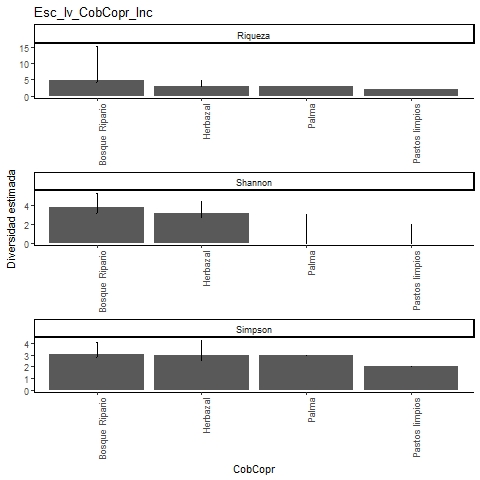 Esc_Iv_CobCopr_Inc
Riqueza
15
10
5
0
Bosque Ripario
Herbazal
Palma
Pastos limpios
Diversidad estimada
Shannon
4
2
0
Bosque Ripario
Herbazal
Palma
Pastos limpios
Simpson
4
3
2
1
0
Bosque Ripario
Herbazal
Palma
Pastos limpios
CobCopr